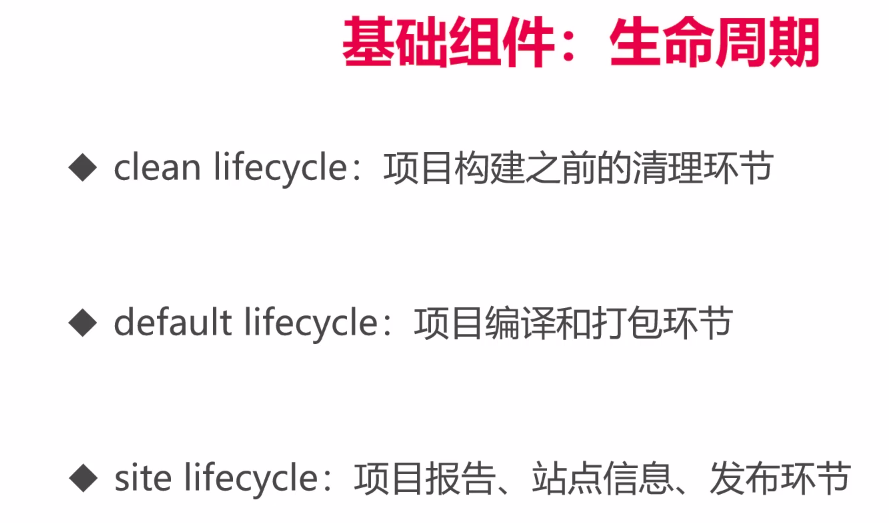 基础组件：生命周期
◆ clean lifecycle：项目构建之前的清理环节
◆ default lifecycle：项目编译和打包环节
◆ site lifecycle：项目报告、站点信息、发布环节